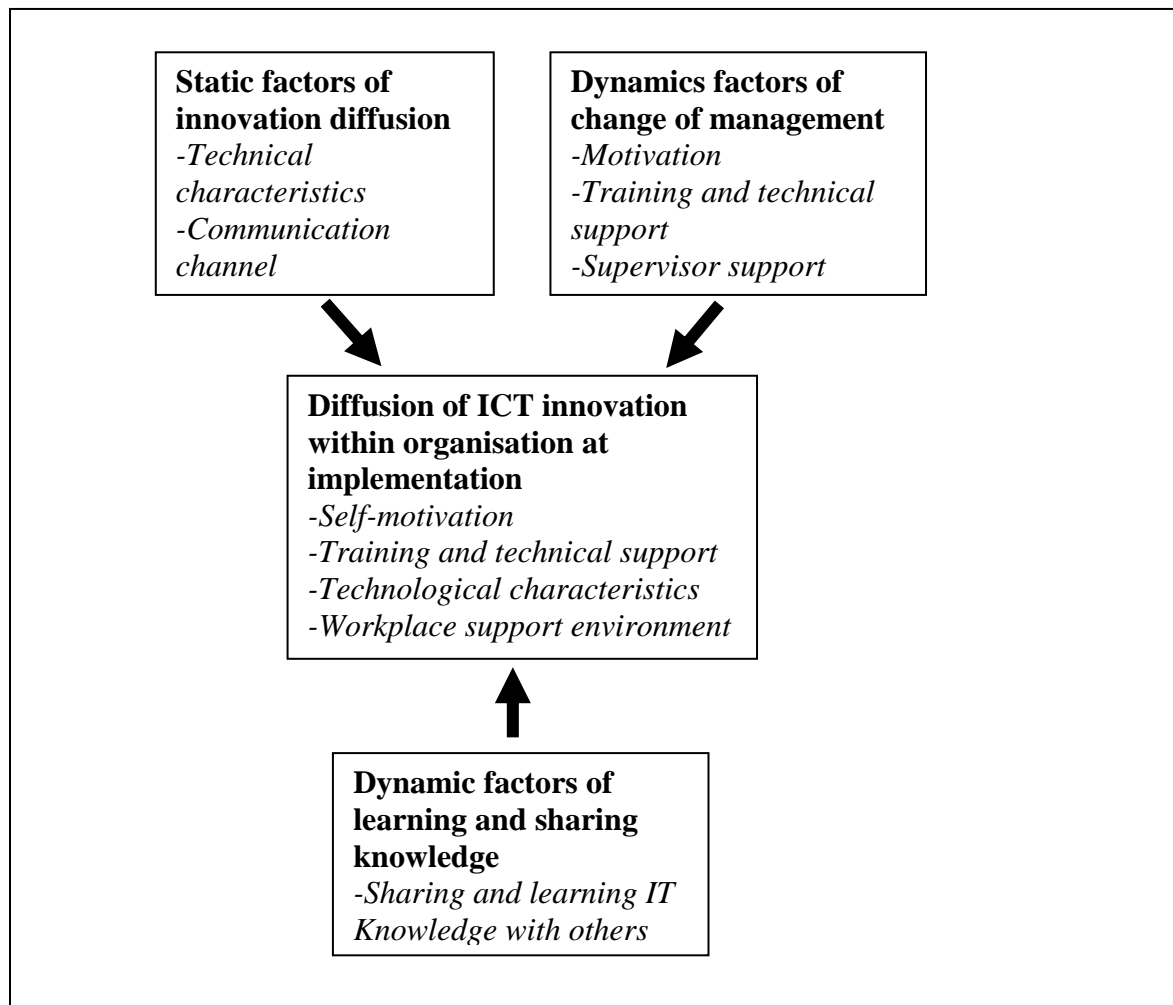 Static factors of
innovation diffusion
-Technical
characteristics
-Communication
channel
Dynamics factors of
change of management
-Motivation
-Training and technical
support
-Supervisor support
Diffusion of ICT innovation
within organisation at
implementation
-Self-motivation
-Training and technical support
-Technological characteristics
-Workplace support environment
Dynamic factors of
learning and sharing
knowledge
-Sharing and learning IT
Knowledge with others